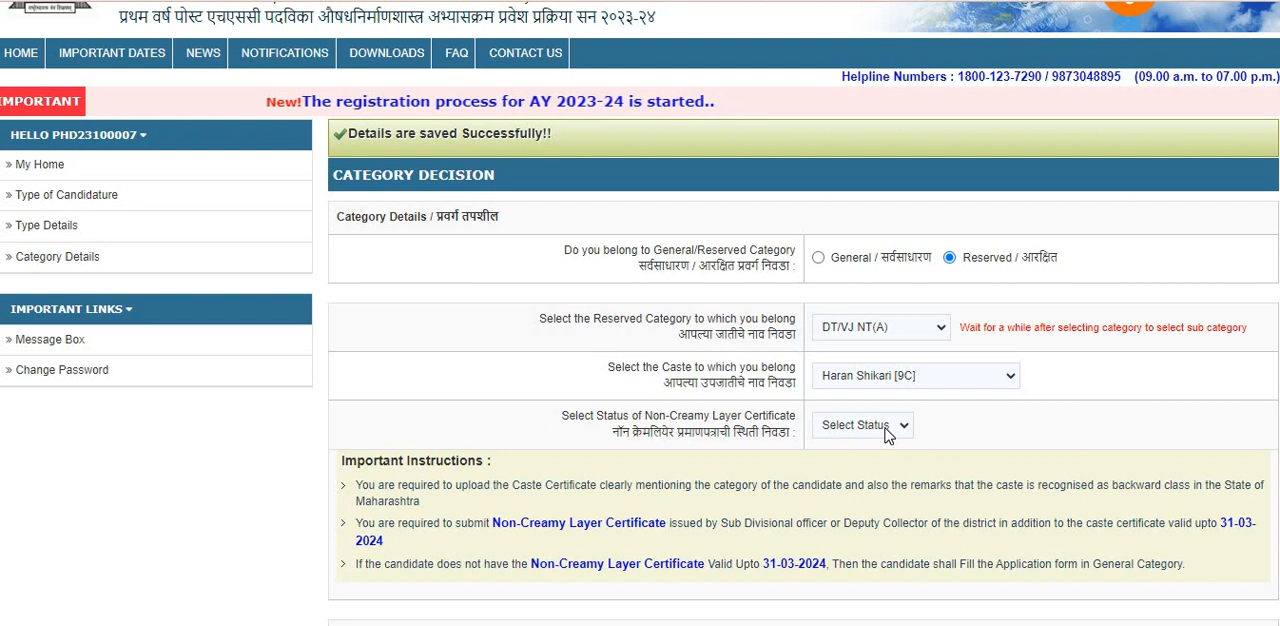 प्रथम वर्ष पोस्ट एचएससी पदविका औषधनिर्माणशास्त्र अभ्यासक्रम प्रवेश प्रक्रिया सन २०२३-२४
HOME IMPORTANT DATES NEWS NOTIFICATIONS DOWNLOADS FAQ CONTACT US
Helpline Numbers : 1800-123-7290 / 9873048895 (09.00 a.m. to 07.00 p.m.)
IMPORTANT New!The registration process for AY 2023-24 is started..
HELLO PHD23100007
» My Home
» Type of Candidature
» Type Details
» Category Details
IMPORTANT LINKS
» Message Box
» Change Password
Details are saved Successfully!!
CATEGORY DECISION
Category Details / प्रवर्ग तपशील
Do you belong to General/Reserved Category
सर्वसाधारण / आरक्षित प्रवर्ग निवडा :
General / सर्वसाधारण Reserved / आरक्षित
Select the Reserved Category to which you belong
आपल्या जातीचे नाव निवडा
DT/VJ NT(A) Wait for a while after selecting category to select sub category
Select the Caste to which you belong
आपल्या उपजातीचे नाव निवडा
Haran Shikari [9C]
Select Status of Non-Creamy Layer Certificate
नॉन क्रेमलियेर प्रमाणपत्राची स्थिती निवडा :
Select Status
Important Instructions :
You are required to upload the Caste Certificate clearly mentioning the category of the candidate and also the remarks that the caste is recognised as backward class in the State of
Maharashtra
You are required to submit Non-Creamy Layer Certificate issued by Sub Divisional officer or Deputy Collector of the district in addition to the caste certificate valid upto 31-03-
2024
If the candidate does not have the Non-Creamy Layer Certificate Valid Upto 31-03-2024, Then the candidate shall Fill the Application form in General Category.